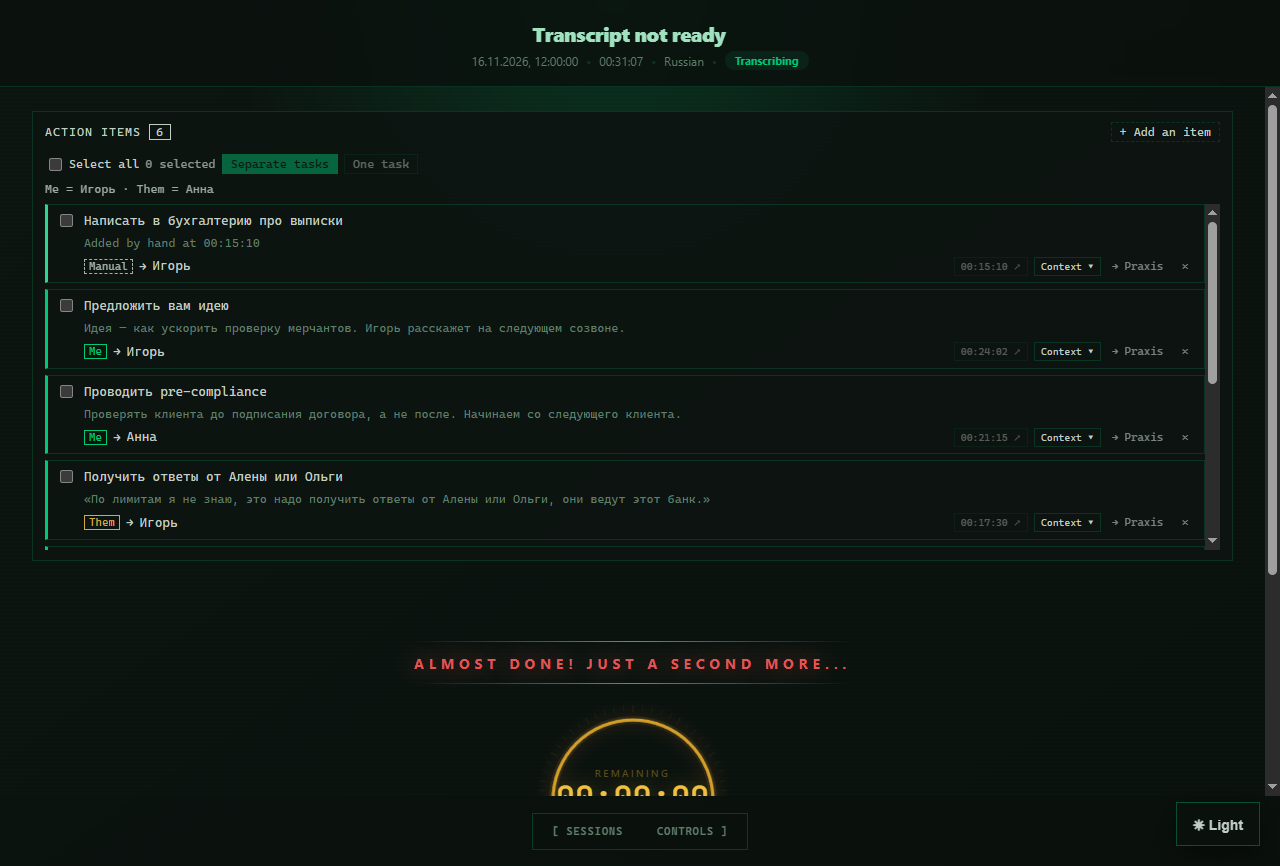 Transcript not ready
16.11.2026, 12:00:00 • 00:31:07 • Russian • Transcribing
ACTION ITEMS 6
+ Add an item
Select all 0 selected Separate tasks One task
Me = Игорь · Them = Анна
Написать в бухгалтерию про выписки
Added by hand at 00:15:10
Manual → Игорь 00:15:10 ↗ Context ▾ → Praxis ×
Предложить вам идею
Идея — как ускорить проверку мерчантов. Игорь расскажет на следующем созвоне.
Me → Игорь 00:24:02 ↗ Context ▾ → Praxis ×
Проводить pre-compliance
Проверять клиента до подписания договора, а не после. Начинаем со следующего клиента.
Me → Анна 00:21:15 ↗ Context ▾ → Praxis ×
Получить ответы от Алены или Ольги
«По лимитам я не знаю, это надо получить ответы от Алены или Ольги, они ведут этот банк.»
Them → Игорь 00:17:30 ↗ Context ▾ → Praxis ×
ALMOST DONE! JUST A SECOND MORE...
REMAINING
00:00:00
[ SESSIONS CONTROLS ]
Light